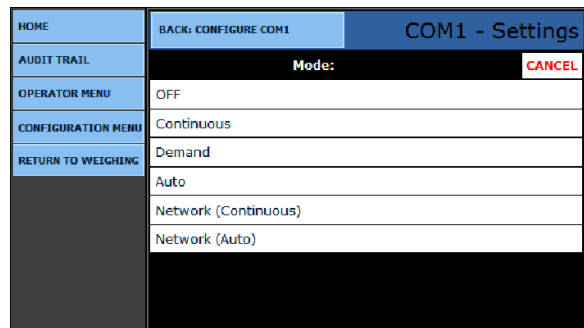 HOME
BACK: CONFIGURE COM1
COM1 - Settings
AUDIT TRAIL
Mode:
CANCEL
OPERATOR MENU
OFF
CONFIGURATION MENU
Continuous
RETURN TO WEIGHING
Demand
Auto
Network (Continuous)
Network (Auto)